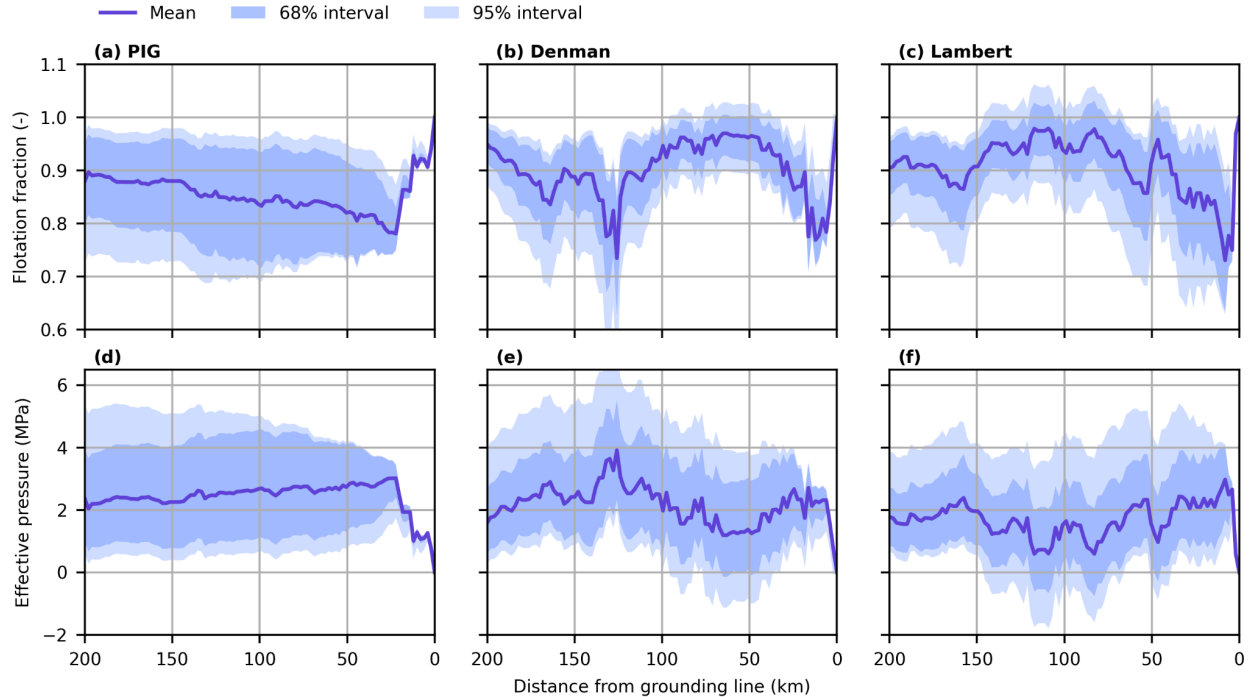 Mean 68% interval 95% interval
(a) PIG (b) Denman (c) Lambert
1.1
1.0
0.9
0.8
0.7
0.6
Flotation fraction (-)
(d) (e) (f)
6
4
2
0
−2
Effective pressure (MPa)
200 150 100 50 0 200 150 100 50 0 200 150 100 50 0
Distance from grounding line (km)